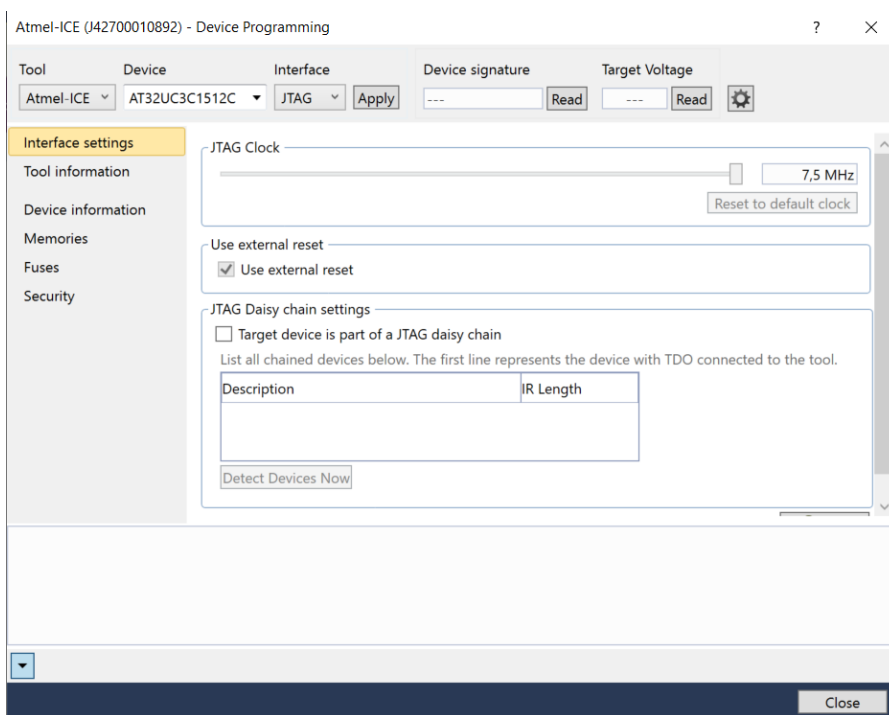 Atmel-ICE (J42700010892) - Device Programming ?
Tool Device Interface Device signature Target Voltage
Atmel-ICE AT32UC3C1512C JTAG Apply --- Read --- Read
Interface settings
Tool information
Device information
Memories
Fuses
Security
JTAG Clock
7,5 MHz
Reset to default clock
Use external reset
Use external reset
JTAG Daisy chain settings
Target device is part of a JTAG daisy chain
List all chained devices below. The first line represents the device with TDO connected to the tool.
Description IR Length
Detect Devices Now
Close